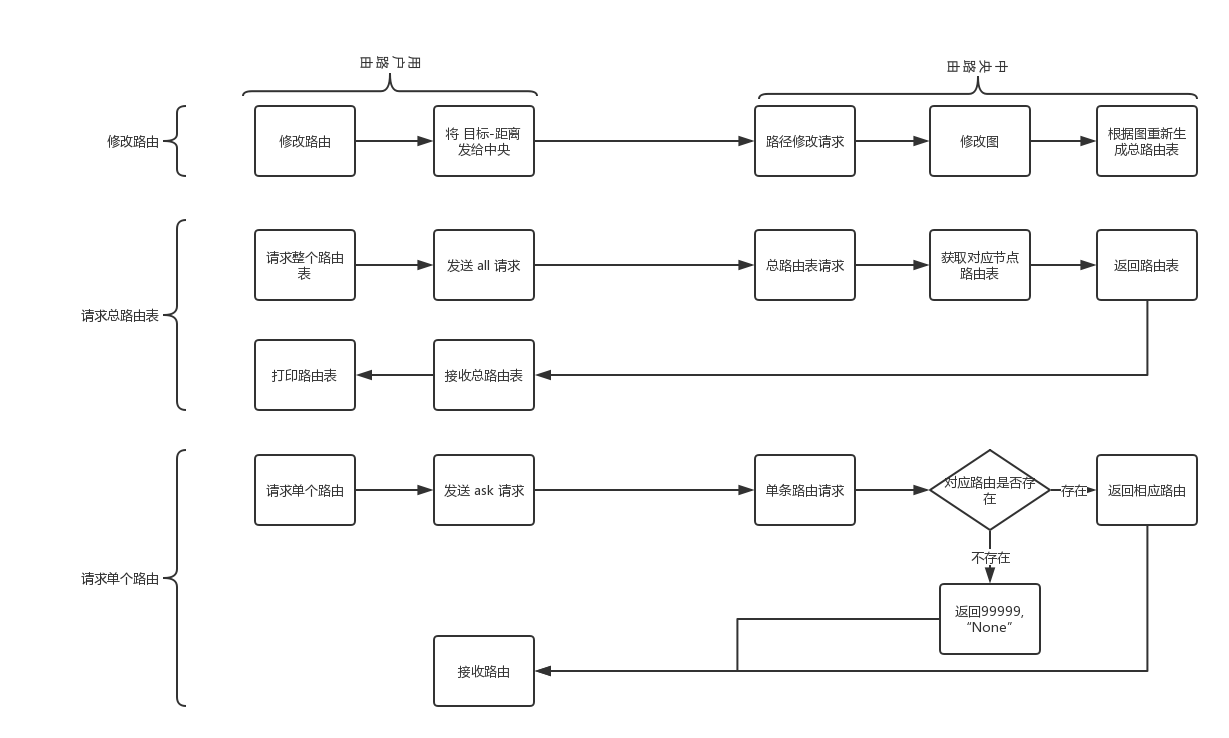 用户路由
中央路由
修改路由
修改路由
将 目标-距离
发给中央
路径修改请求
修改图
根据图重新生
成总路由表
请求总路由表
请求整个路由
表
发送 all 请求
总路由表请求
获取对应节点
路由表
返回路由表
打印路由表
接收总路由表
请求单个路由
请求单个路由
发送 ask 请求
单条路由请求
对应路由是否存
在
存在
返回相应路由
不存在
返回99999,
“None”
接收路由